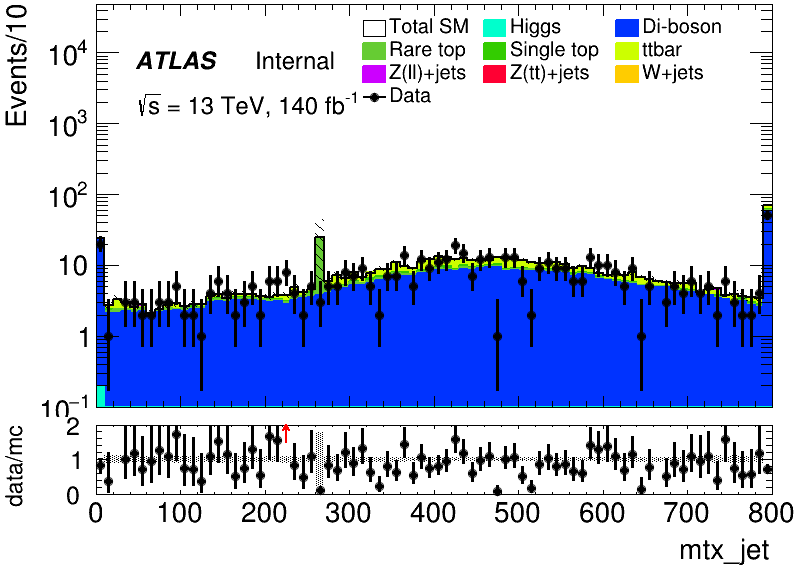 Events/10
10⁴
10³
10²
10
1
10⁻¹
ATLAS Internal
√s = 13 TeV, 140 fb⁻¹
Total SM Higgs Di-boson
Rare top Single top ttbar
Z(ll)+jets Z(tt)+jets W+jets
Data
data/mc
2
1
0
0 100 200 300 400 500 600 700 800
mtx_jet